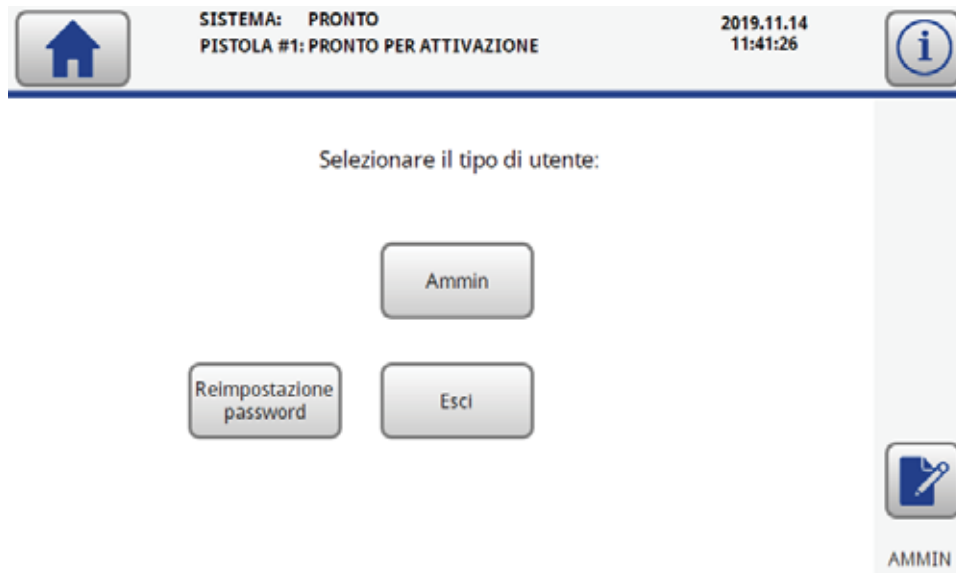 SISTEMA: PRONTO
PISTOLA #1: PRONTO PER ATTIVAZIONE
2019.11.14
11:41:26
i
Selezionare il tipo di utente:
Ammin
Reimpostazione
password
Esci
AMMIN